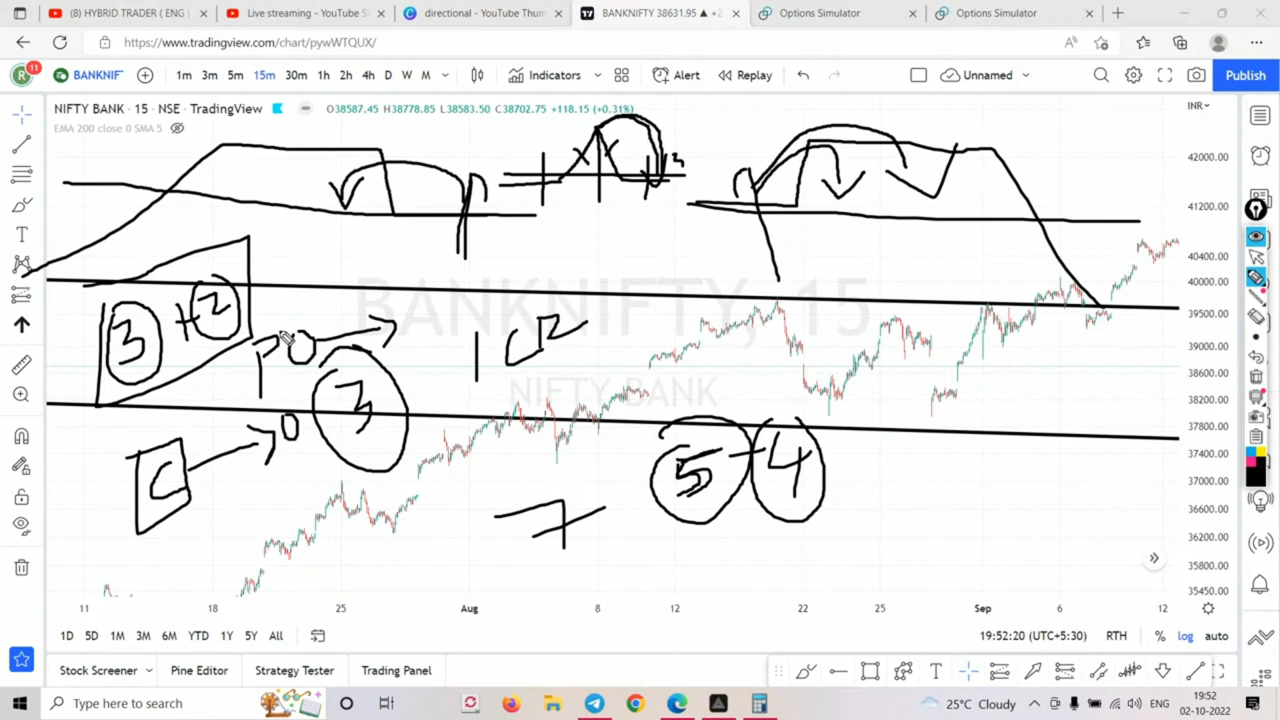 (8) HYBRID TRADER ( ENG |
Live streaming - YouTube S
directional - YouTube Thum
BANKNIFTY 38631.95 ▲ +2
Options Simulator
Options Simulator
https://www.tradingview.com/chart/pywWTQUX/
R 11
BANKNIF
1m 3m 5m 15m 30m 1h 2h 4h D W M
Indicators
Alert
Replay
Unnamed
Publish
NIFTY BANK · 15 · NSE · TradingView
O38587.45 H38778.85 L38583.50 C38702.75 +118.15 (+0.31%)
INR
EMA 200 close 0 SMA 5
42000.00
41200.00
40400.00
40000.00
39500.00
39000.00
38600.00
38200.00
37800.00
37400.00
37000.00
36600.00
36200.00
35800.00
35450.00
BANKNIFTY, 15
NIFTY BANK
3 + 2
P O
3
C
0
1 CR
5 - 4
7
11 18 25 Aug 8 12 22 25 Sep 6 12
1D 5D 1M 3M 6M YTD 1Y 5Y All
19:52:20 (UTC+5:30)
RTH
% log auto
Stock Screener
Pine Editor
Strategy Tester
Trading Panel
Type here to search
25°C Cloudy
ENG
19:52
02-10-2022